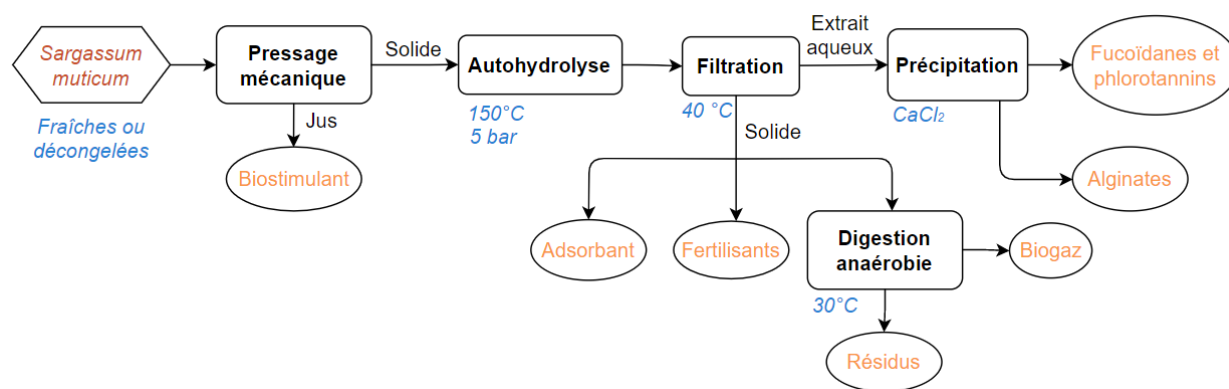 Sargassum
muticum
Fraîches ou
décongelées
Pressage
mécanique
Jus
Biostimulant
Solide
Autohydrolyse
150°C
5 bar
Filtration
40 °C
Solide
Extrait
aqueux
Précipitation
CaCl₂
Fucoïdanes et
phlorotannins
Alginates
Adsorbant
Fertilisants
Digestion
anaérobie
30°C
Biogaz
Résidus